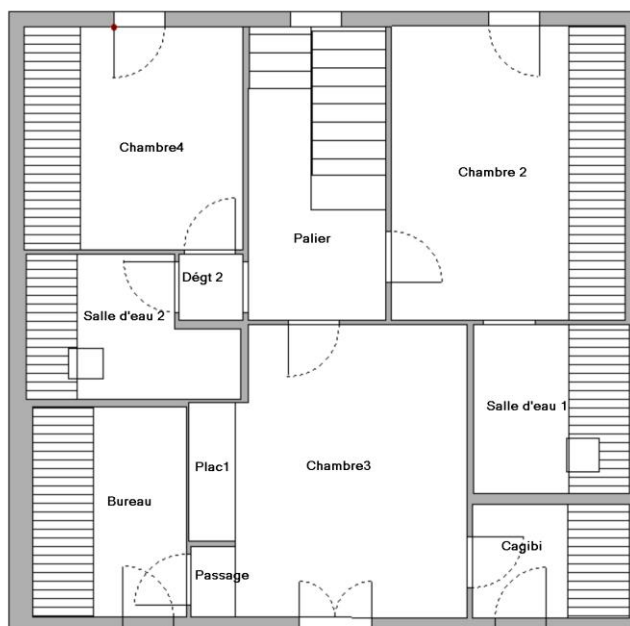 Chambre4
Chambre 2
Palier
Dégt 2
Salle d'eau 2
Salle d'eau 1
Plac1
Chambre3
Bureau
Cagibi
Passage